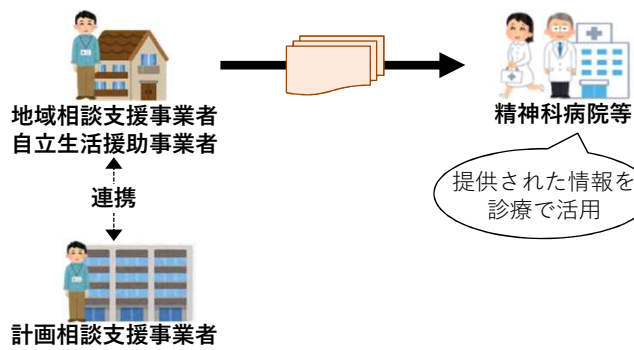 地域相談支援事業者
自立生活援助事業者
精神科病院等
提供された情報を
診療で活用
連携
計画相談支援事業者